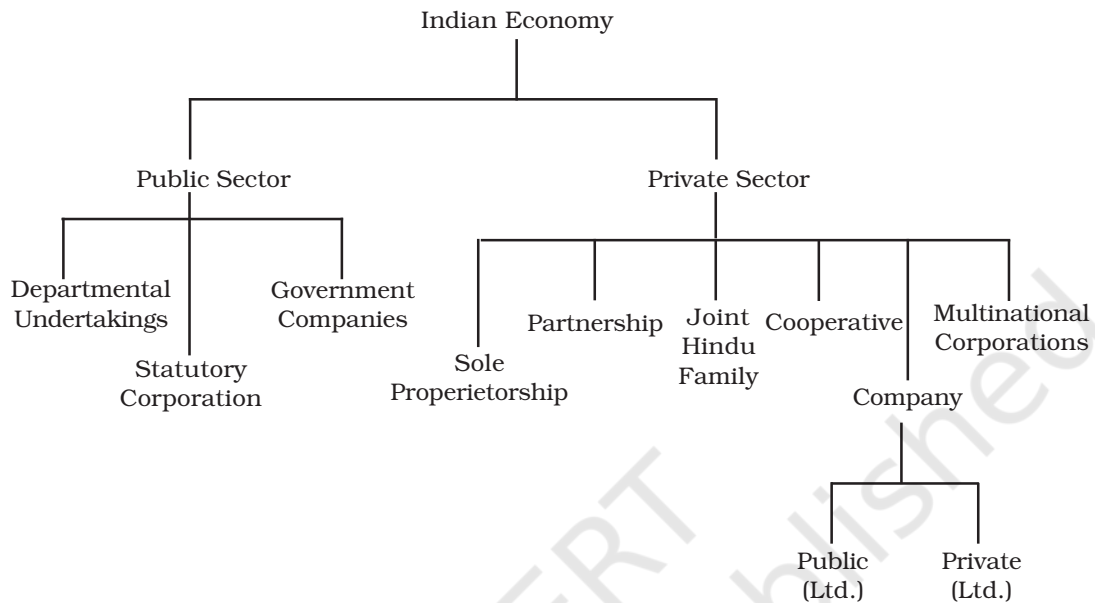 Indian Economy
Public Sector
Private Sector
Departmental
Undertakings
Statutory
Corporation
Government
Companies
Sole
Properietorship
Partnership
Joint
Hindu
Family
Cooperative
Company
Multinational
Corporations
Public
(Ltd.)
Private
(Ltd.)